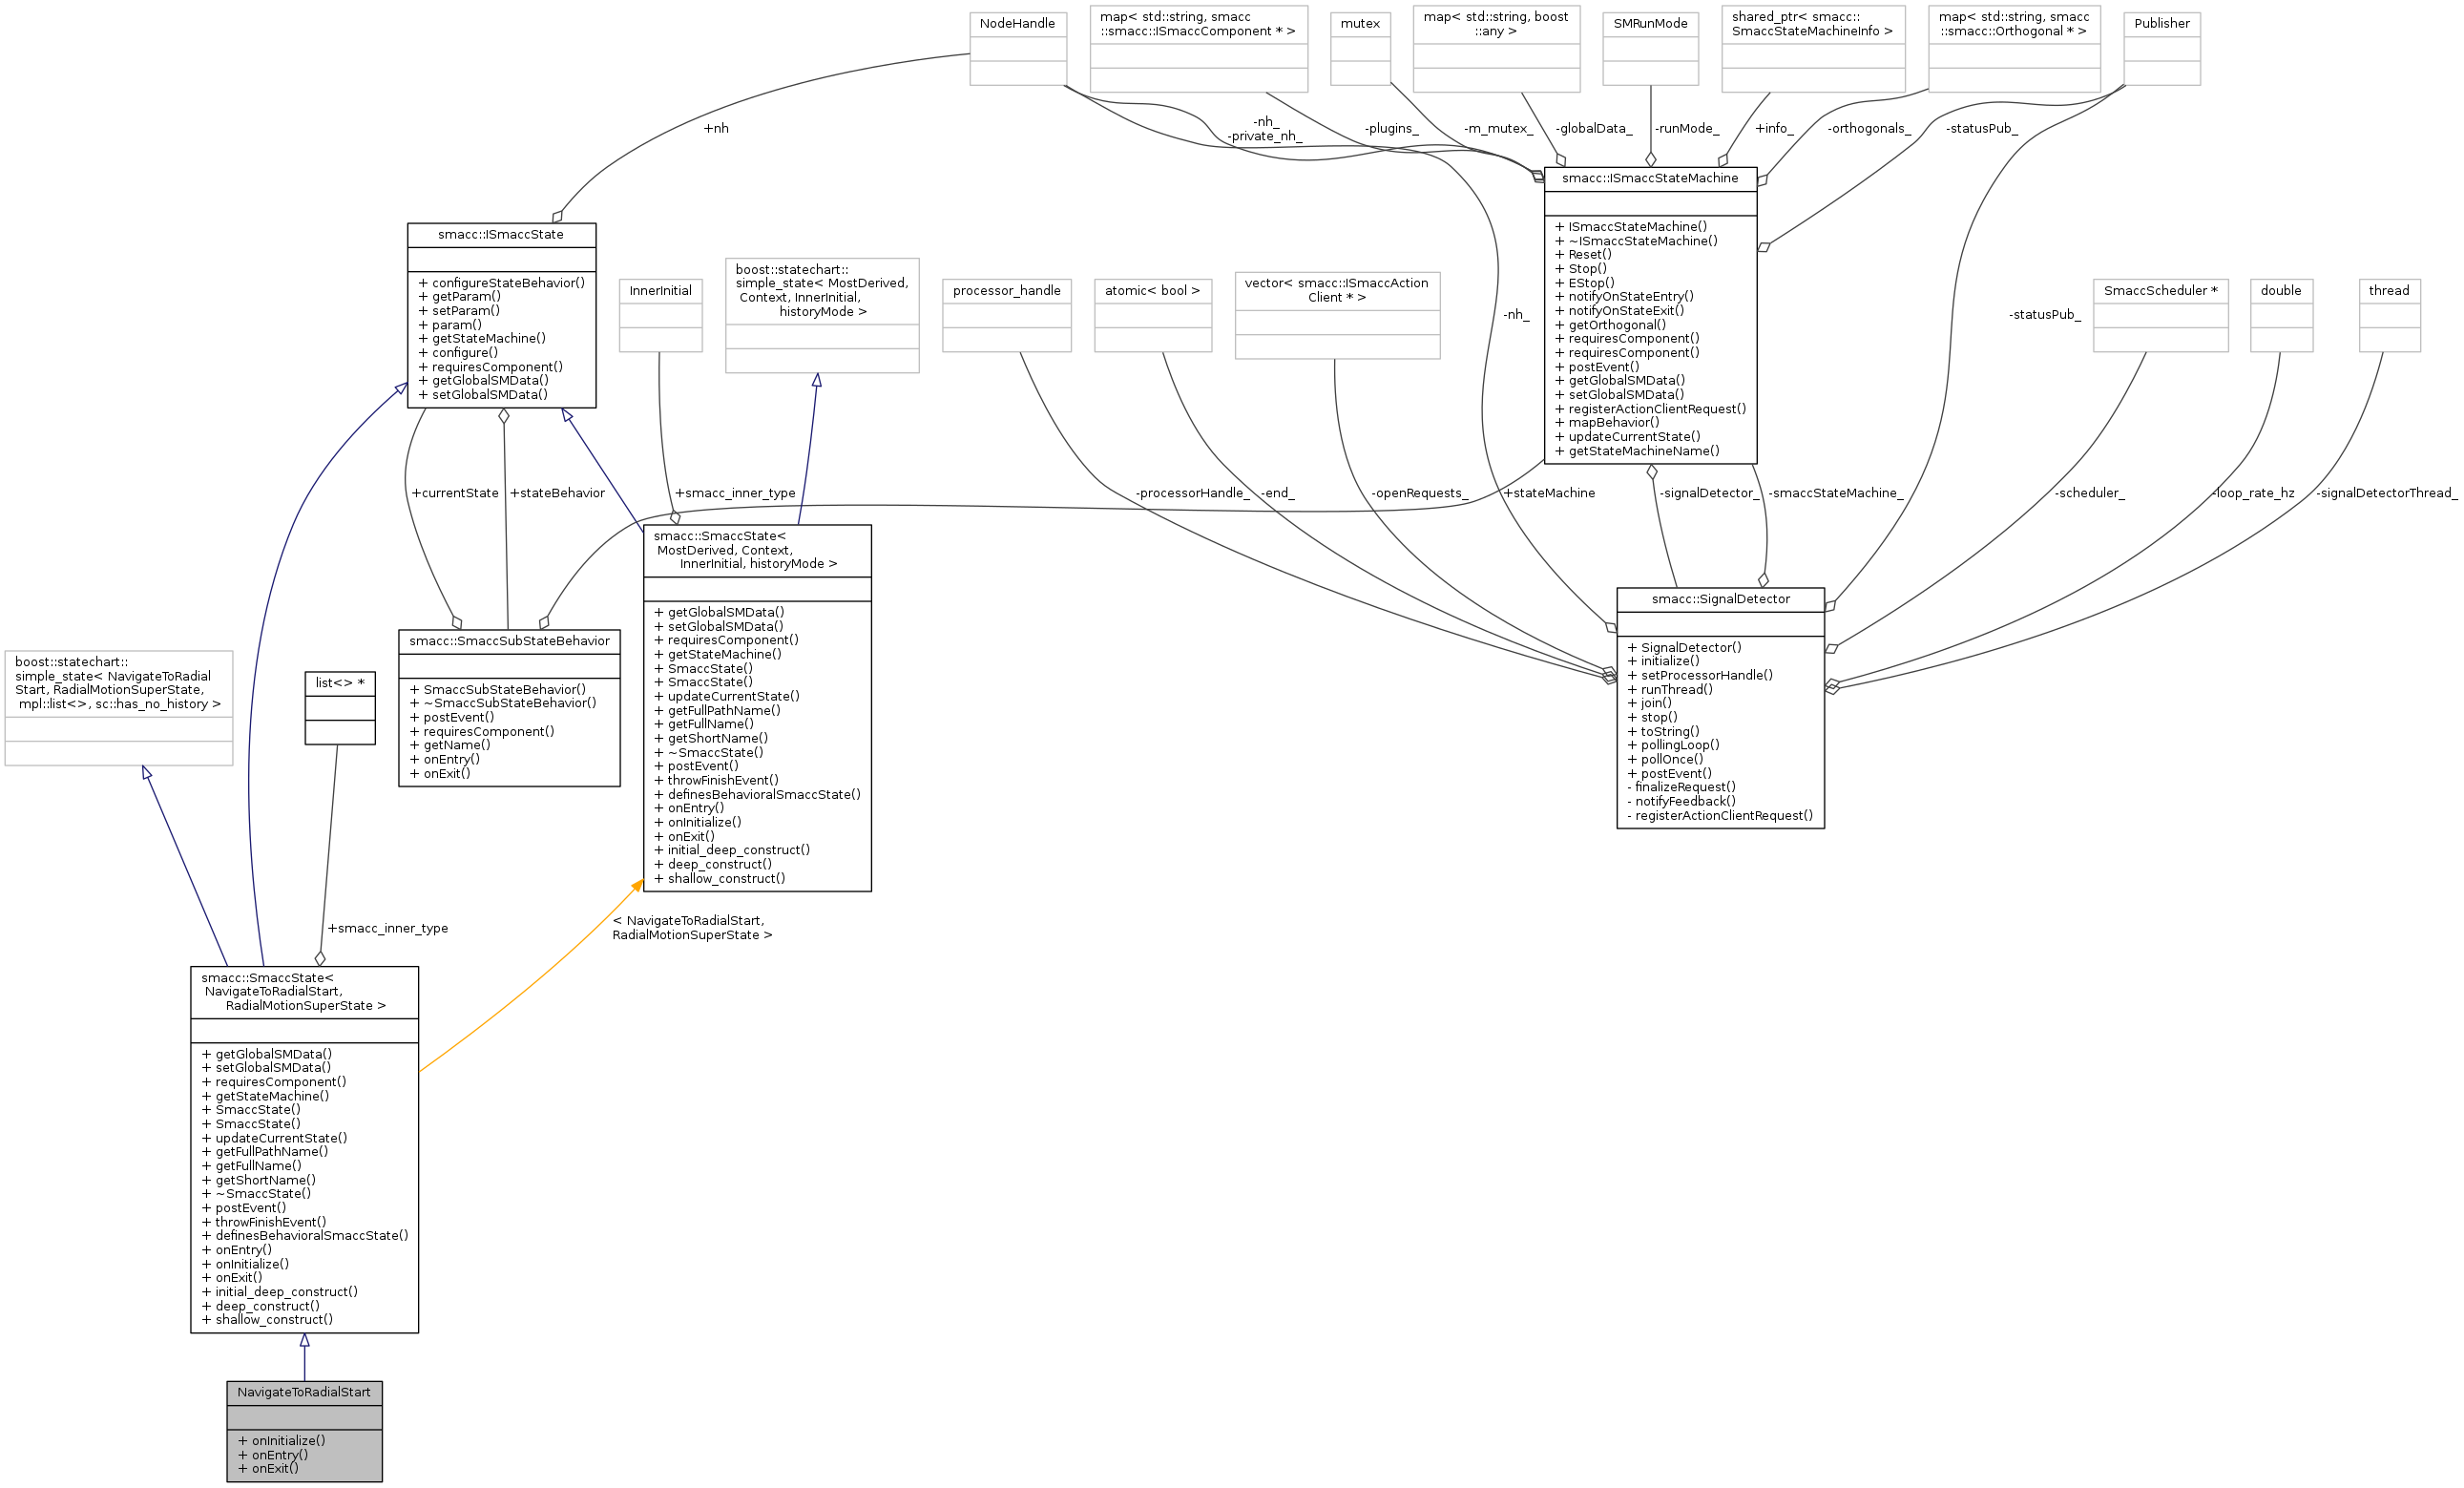 NodeHandle
map< std::string, smacc
::smacc::ISmaccComponent * >
mutex
map< std::string, boost
::any >
SMRunMode
shared_ptr< smacc::
SmaccStateMachineInfo >
map< std::string, smacc
::smacc::Orthogonal * >
Publisher
+nh
-nh_
-private_nh_
-plugins_
-m_mutex_
-globalData_
-runMode_
+info_
-orthogonals_
-statusPub_
smacc::ISmaccStateMachine
+ ISmaccStateMachine()
+ ~ISmaccStateMachine()
+ Reset()
+ Stop()
+ EStop()
+ notifyOnStateEntry()
+ notifyOnStateExit()
+ getOrthogonal()
+ requiresComponent()
+ requiresComponent()
+ postEvent()
+ getGlobalSMData()
+ setGlobalSMData()
+ registerActionClientRequest()
+ mapBehavior()
+ updateCurrentState()
+ getStateMachineName()
smacc::ISmaccState
+ configureStateBehavior()
+ getParam()
+ setParam()
+ param()
+ getStateMachine()
+ configure()
+ requiresComponent()
+ getGlobalSMData()
+ setGlobalSMData()
InnerInitial
boost::statechart::
simple_state< MostDerived,
Context, InnerInitial,
historyMode >
processor_handle
atomic< bool >
vector< smacc::ISmaccAction
Client * >
-nh_
-statusPub_
SmaccScheduler *
double
thread
+currentState
+stateBehavior
+smacc_inner_type
-processorHandle_
-end_
-openRequests_
+stateMachine
-signalDetector_
-smaccStateMachine_
-scheduler_
-loop_rate_hz
-signalDetectorThread_
smacc::SmaccState<
MostDerived, Context,
InnerInitial, historyMode >
+ getGlobalSMData()
+ setGlobalSMData()
+ requiresComponent()
+ getStateMachine()
+ SmaccState()
+ SmaccState()
+ updateCurrentState()
+ getFullPathName()
+ getFullName()
+ getShortName()
+ ~SmaccState()
+ postEvent()
+ throwFinishEvent()
+ definesBehavioralSmaccState()
+ onEntry()
+ onInitialize()
+ onExit()
+ initial_deep_construct()
+ deep_construct()
+ shallow_construct()
smacc::SignalDetector
+ SignalDetector()
+ initialize()
+ setProcessorHandle()
+ runThread()
+ join()
+ stop()
+ toString()
+ pollingLoop()
+ pollOnce()
+ postEvent()
- finalizeRequest()
- notifyFeedback()
- registerActionClientRequest()
smacc::SmaccSubStateBehavior
+ SmaccSubStateBehavior()
+ ~SmaccSubStateBehavior()
+ postEvent()
+ requiresComponent()
+ getName()
+ onEntry()
+ onExit()
boost::statechart::
simple_state< NavigateToRadial
Start, RadialMotionSuperState,
mpl::list<>, sc::has_no_history >
list<> *
+smacc_inner_type
< NavigateToRadialStart,
RadialMotionSuperState >
smacc::SmaccState<
NavigateToRadialStart,
RadialMotionSuperState >
+ getGlobalSMData()
+ setGlobalSMData()
+ requiresComponent()
+ getStateMachine()
+ SmaccState()
+ SmaccState()
+ updateCurrentState()
+ getFullPathName()
+ getFullName()
+ getShortName()
+ ~SmaccState()
+ postEvent()
+ throwFinishEvent()
+ definesBehavioralSmaccState()
+ onEntry()
+ onInitialize()
+ onExit()
+ initial_deep_construct()
+ deep_construct()
+ shallow_construct()
NavigateToRadialStart
+ onInitialize()
+ onEntry()
+ onExit()